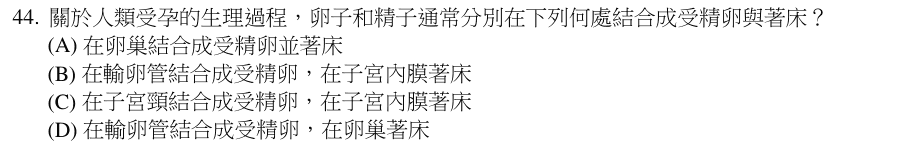 44. 關於人類受孕的生理過程，卵子和精子通常分別在下列何處結合成受精卵與著床？
(A) 在卵巢結合成受精卵並著床
(B) 在輸卵管結合成受精卵，在子宮內膜著床
(C) 在子宮頸結合成受精卵，在子宮內膜著床
(D) 在輸卵管結合成受精卵，在卵巢著床